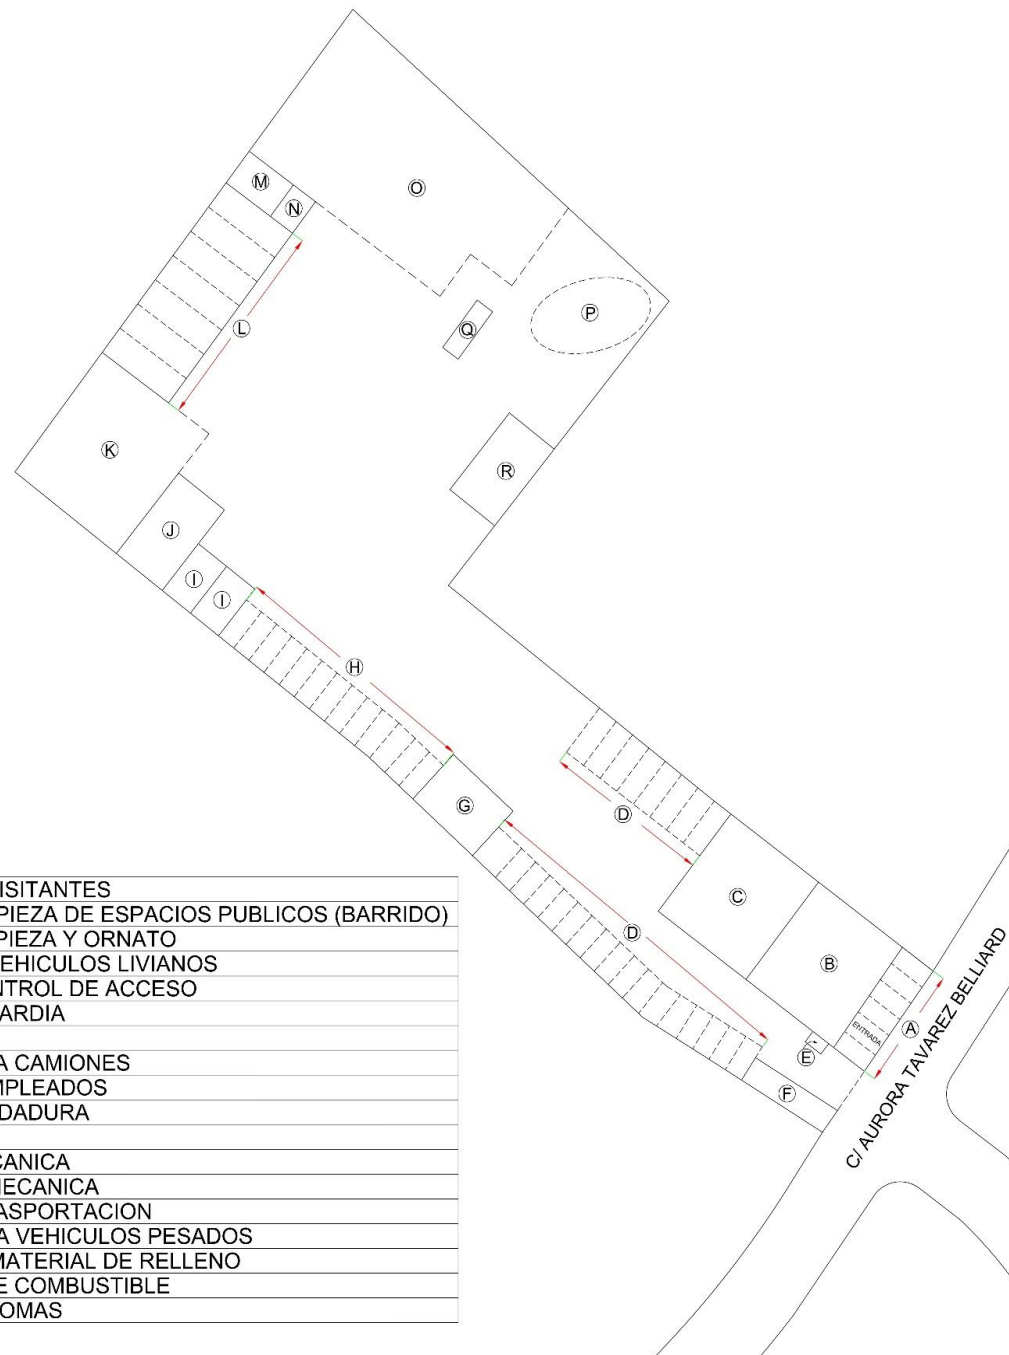 M
O
N
P
L
Q
K
R
J
I
I
H
G
D
C
D
B
ENTRADA
A
E
F
C/ AURORA TAVAREZ BELLIARD
ISITANTES
PIEZA DE ESPACIOS PUBLICOS (BARRIDO)
PIEZA Y ORNATO
EHICULOS LIVIANOS
NTROL DE ACCESO
ARDIA
A CAMIONES
MPLEADOS
DADURA
CANICA
MECANICA
ASPORTACION
A VEHICULOS PESADOS
MATERIAL DE RELLENO
E COMBUSTIBLE
OMAS